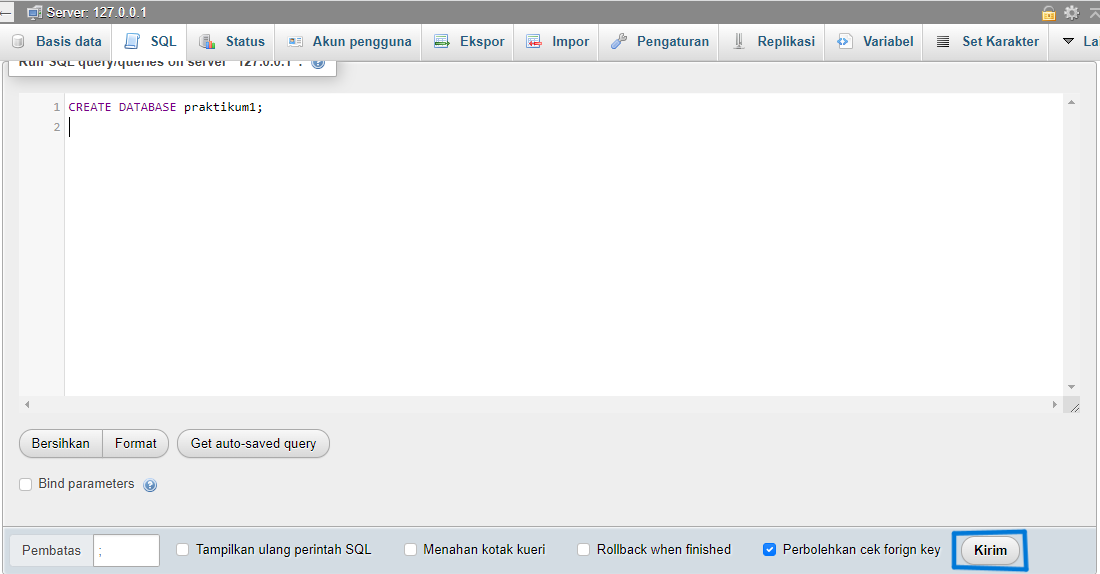 Server: 127.0.0.1
Basis data SQL Status Akun pengguna Ekspor Impor Pengaturan Replikasi Variabel Set Karakter
Run SQL query/queries on server "127.0.0.1":
1 CREATE DATABASE praktikum1;
2
Bersihkan Format Get auto-saved query
Bind parameters
Pembatas ; Tampilkan ulang perintah SQL Menahan kotak kueri Rollback when finished Perbolehkan cek forign key Kirim